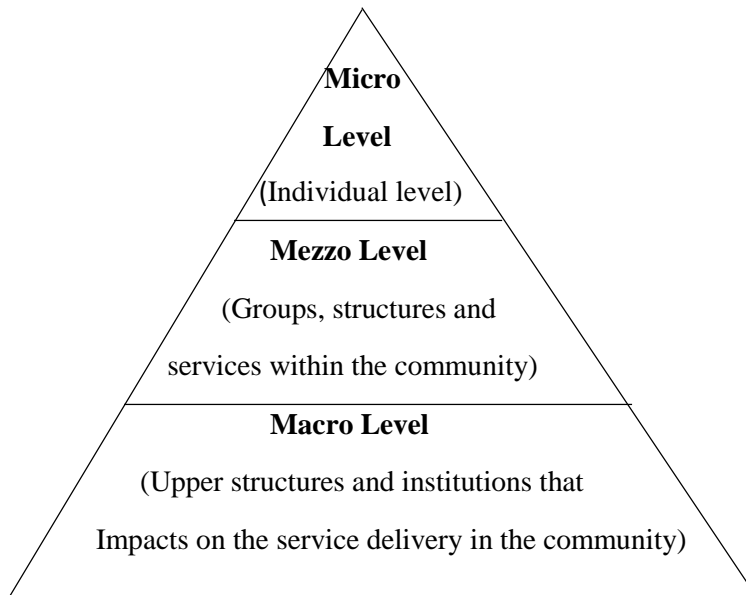 Micro
Level
(Individual level)
Mezzo Level
(Groups, structures and
services within the community)
Macro Level
(Upper structures and institutions that
Impacts on the service delivery in the community)